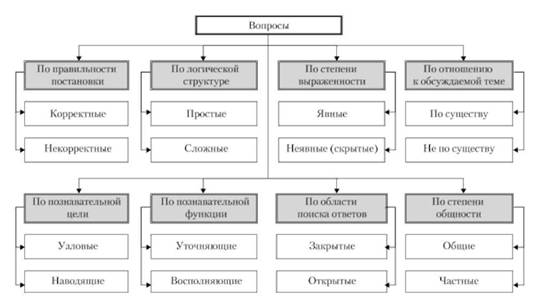 Вопросы
По правильности
постановки
По логической
структуре
По степени
выраженности
По отношению
к обсуждаемой теме
Корректные
Простые
Явные
По существу
Некорректные
Сложные
Неявные (скрытые)
Не по существу
По познавательной
цели
По познавательной
функции
По области
поиска ответов
По степени
общности
Узловые
Уточняющие
Закрытые
Общие
Наводящие
Восполняющие
Открытые
Частные